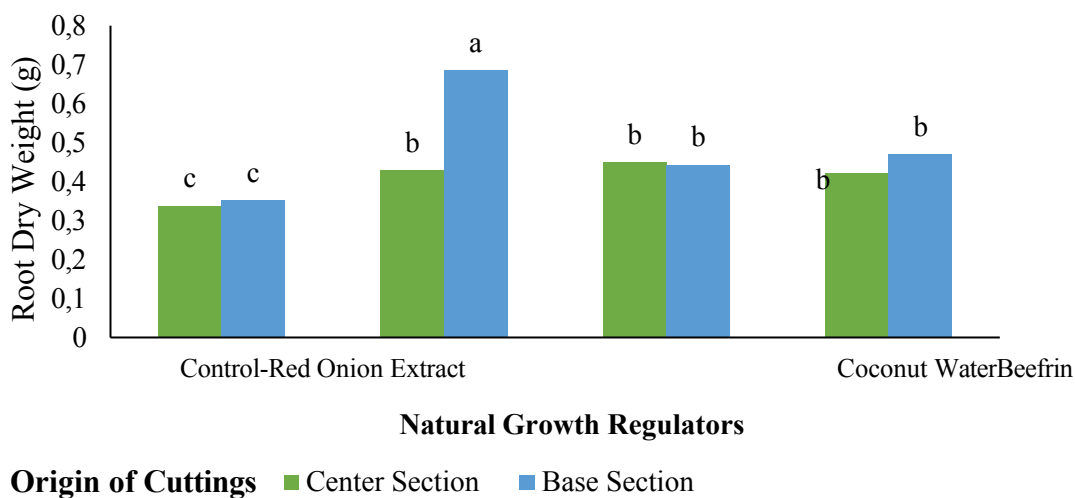 Root Dry Weight (g)
0,8
0,7
0,6
0,5
0,4
0,3
0,2
0,1
0
c c b a b b b b
Control-Red Onion Extract Coconut WaterBeefrin
Natural Growth Regulators
Origin of Cuttings Center Section Base Section